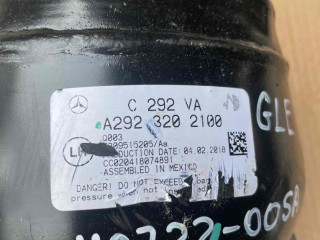 C 292 VA
A292 320 2100
Q003
PRODUCTION DATE: 04.02.2018
CC020418074891
ASSEMBLED IN MEXICO
DANGER! DO NOT EXCEED
pressure
GLE